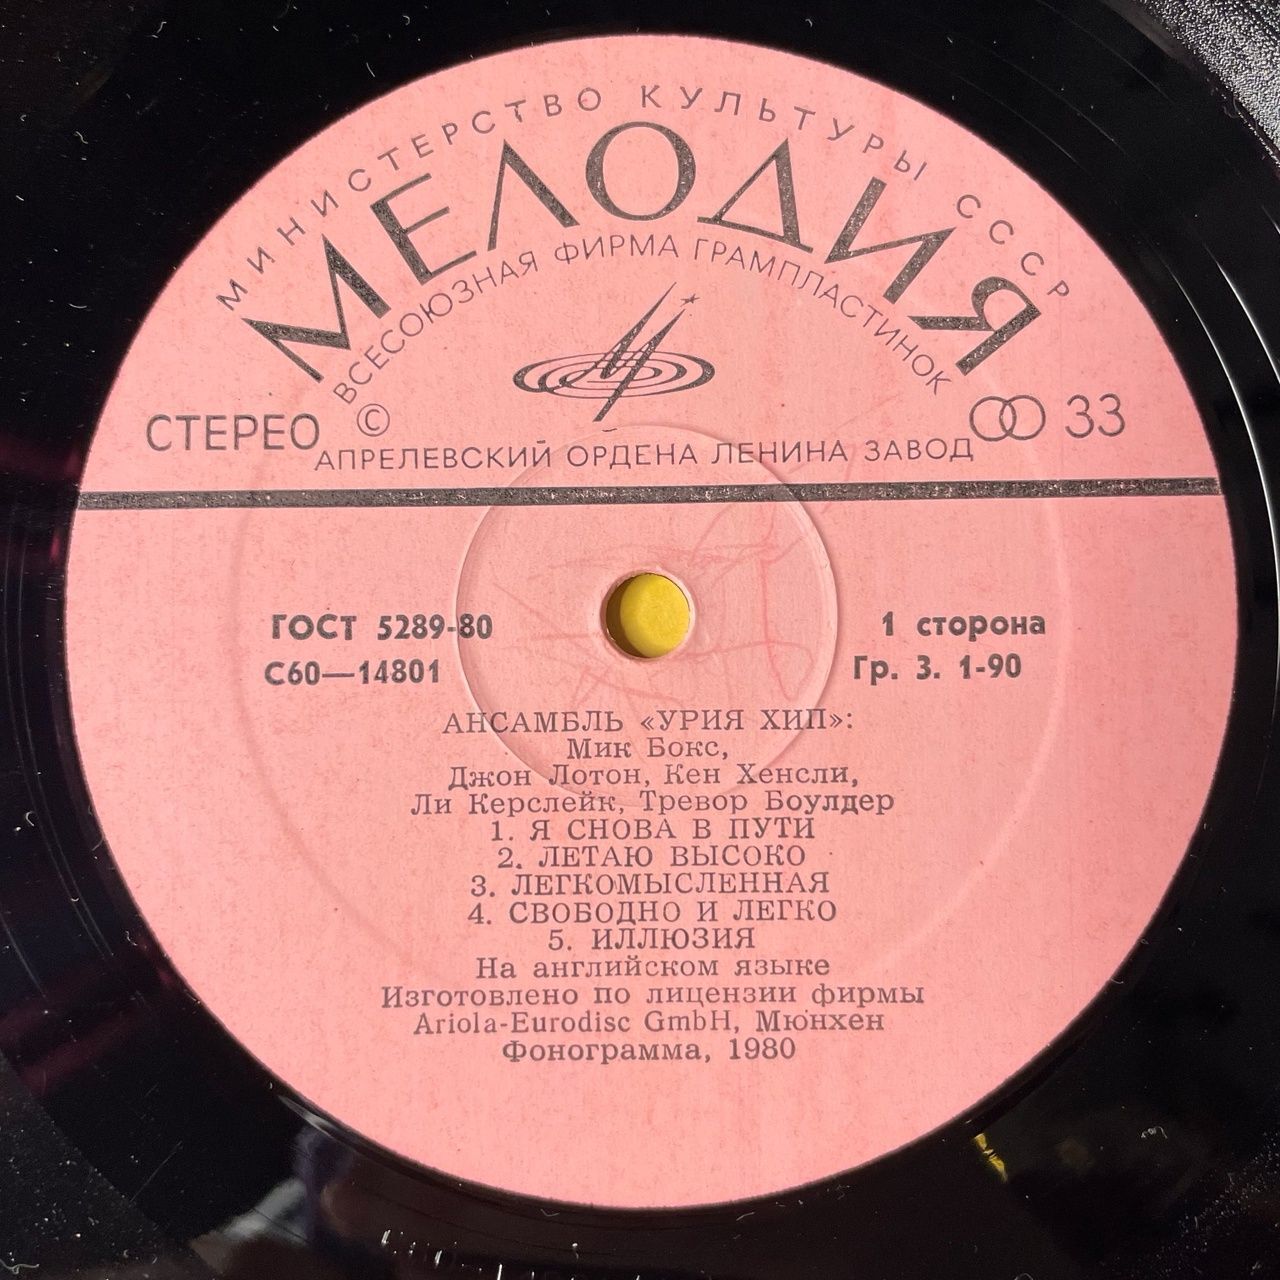 МИНИСТЕРСТВО КУЛЬТУРЫ СССР
МЕЛОДИЯ
ВСЕСОЮЗНАЯ ФИРМА ГРАМПЛАСТИНОК
СТЕРЕО
©
33
АПРЕЛЕВСКИЙ ОРДЕНА ЛЕНИНА ЗАВОД
ГОСТ 5289-80
1 сторона
С60—14801
Гр. 3. 1-90
АНСАМБЛЬ «УРИЯ ХИП»:
Мик Бокс,
Джон Лотон, Кен Хенсли,
Ли Керслейк, Тревор Боулдер
1. Я СНОВА В ПУТИ
2. ЛЕТАЮ ВЫСОКО
3. ЛЕГКОМЫСЛЕННАЯ
4. СВОБОДНО И ЛЕГКО
5. ИЛЛЮЗИЯ
На английском языке
Изготовлено по лицензии фирмы
Ariola-Eurodisc GmbH, Мюнхен
Фонограмма, 1980